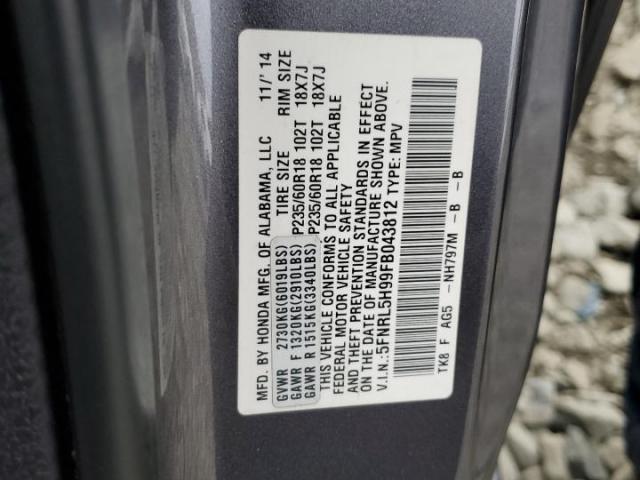 MFD. BY HONDA MFG. OF ALABAMA, LLC 11/'14
TIRE SIZE RIM SIZE
GVWR 2730KG(6019LBS)
GAWR F 1320KG(2910LBS) P235/60R18 102T 18X7J
GAWR R 1515KG(3340LBS) P235/60R18 102T 18X7J
THIS VEHICLE CONFORMS TO ALL APPLICABLE
FEDERAL MOTOR VEHICLE SAFETY
AND THEFT PREVENTION STANDARDS IN EFFECT
ON THE DATE OF MANUFACTURE SHOWN ABOVE.
V.I.N.:5FNRL5H99FB043812 TYPE: MPV
TK8 F AG5 -NH797M -B -B